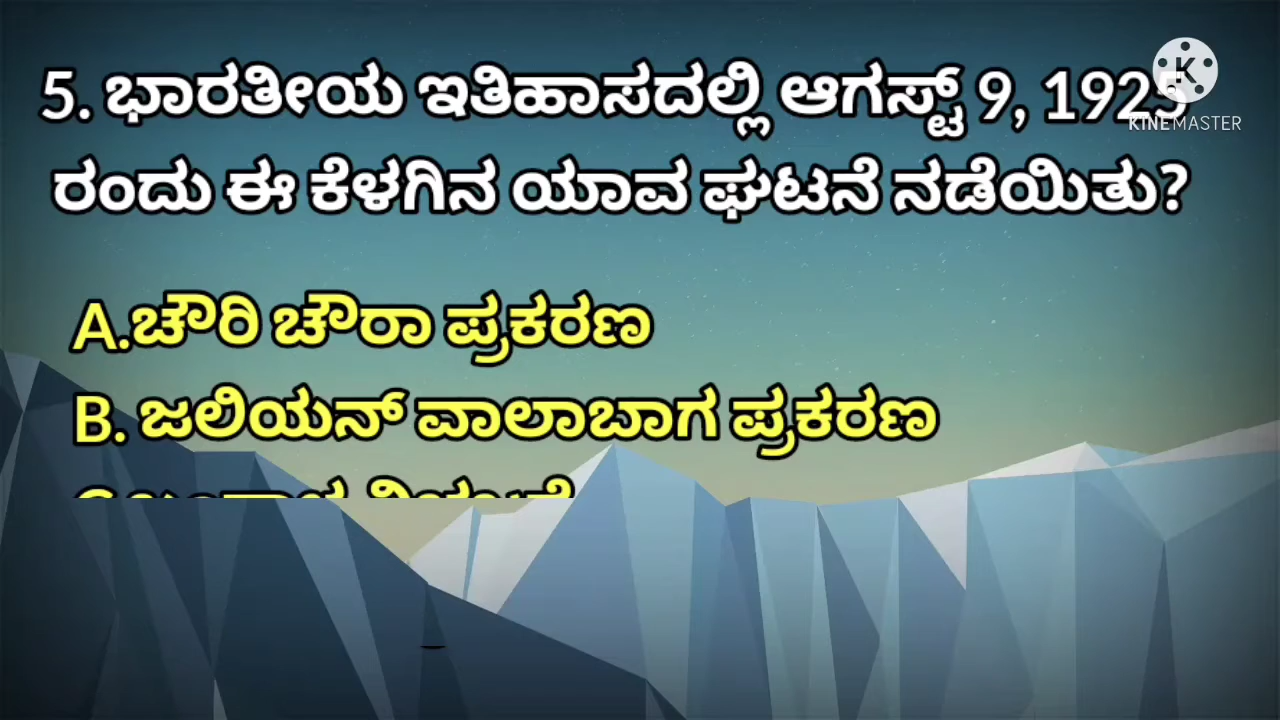 5. ಭಾರತೀಯ ಇತಿಹಾಸದಲ್ಲಿ ಆಗಸ್ಟ್ 9, 1925
ರಂದು ಈ ಕೆಳಗಿನ ಯಾವ ಘಟನೆ ನಡೆಯಿತು?
A.ಚೌರಿ ಚೌರಾ ಪ್ರಕರಣ
B. ಜಲಿಯನ್ ವಾಲಾಬಾಗ ಪ್ರಕರಣ
KINEMASTER